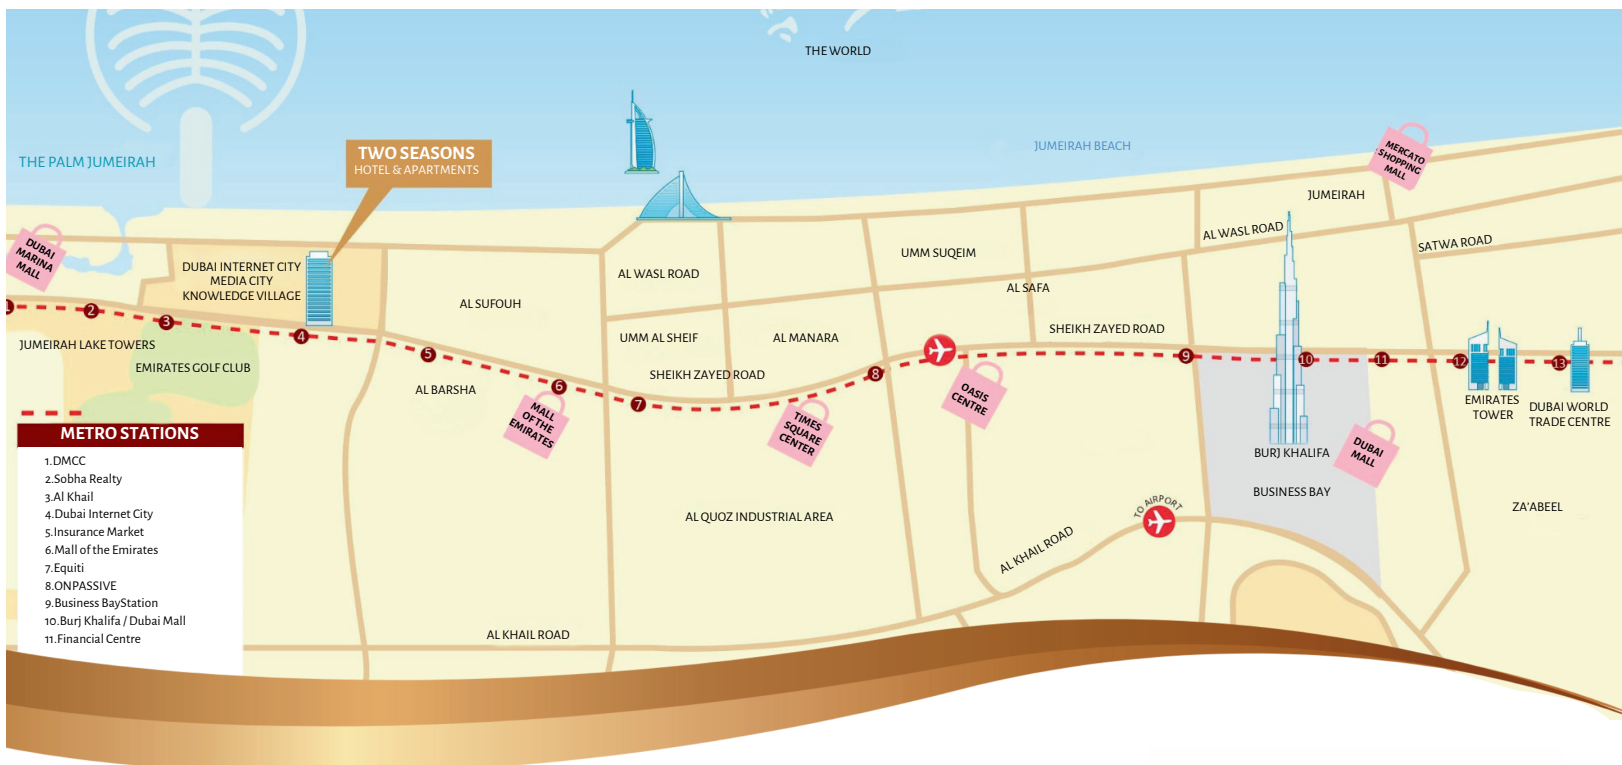 THE WORLD
THE PALM JUMEIRAH
TWO SEASONS
HOTEL & APARTMENTS
JUMEIRAH BEACH
MERCATO
SHOPPING
MALL
JUMEIRAH
AL WASL ROAD
SATWA ROAD
DUBAI
MARINA
MALL
DUBAI INTERNET CITY
MEDIA CITY
KNOWLEDGE VILLAGE
AL SUFOUH
AL WASL ROAD
UMM SUQEIM
AL SAFA
1
2
3
4
5
6
7
8
9
10
11
12
13
JUMEIRAH LAKE TOWERS
EMIRATES GOLF CLUB
UMM AL SHEIF
AL MANARA
SHEIKH ZAYED ROAD
SHEIKH ZAYED ROAD
AL BARSHA
MALL
OF THE
EMIRATES
TIMES
SQUARE
CENTER
OASIS
CENTRE
EMIRATES
TOWER
DUBAI WORLD
TRADE CENTRE
BURJ KHALIFA
DUBAI
MALL
BUSINESS BAY
ZA'ABEEL
AL QUOZ INDUSTRIAL AREA
TO AIRPORT
AL KHAIL ROAD
AL KHAIL ROAD
METRO STATIONS
1.DMCC
2.Sobha Realty
3.Al Khail
4.Dubai Internet City
5.Insurance Market
6.Mall of the Emirates
7.Equiti
8.ONPASSIVE
9.Business BayStation
10.Burj Khalifa / Dubai Mall
11.Financial Centre